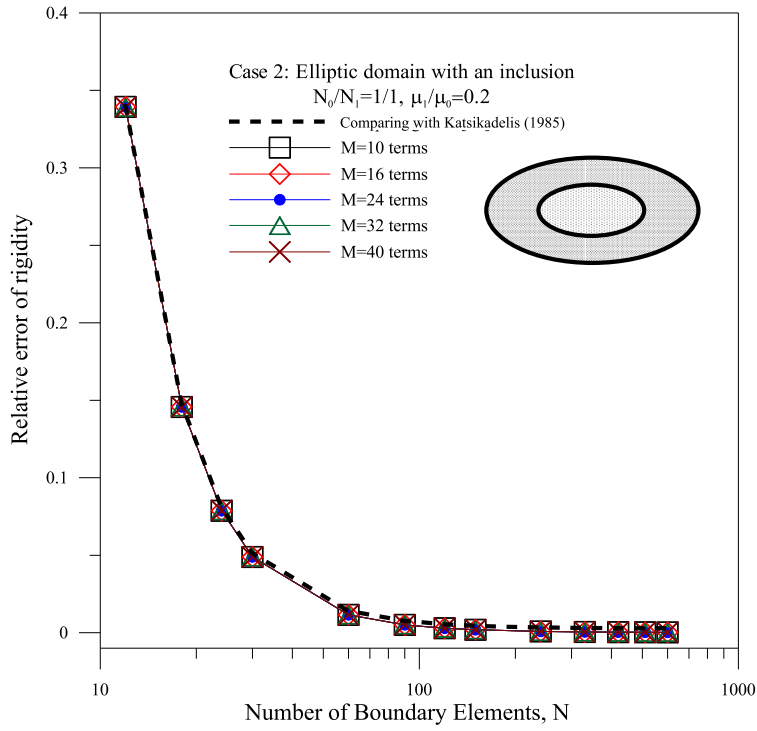 0.4
Case 2: Elliptic domain with an inclusion
N₀/N₁=1/1, μ₁/μ₀=0.2
Comparing with Katsikadelis (1985)
M=10 terms
M=16 terms
M=24 terms
M=32 terms
M=40 terms
0.3
0.2
0.1
0
Relative error of rigidity
10
100
1000
Number of Boundary Elements, N